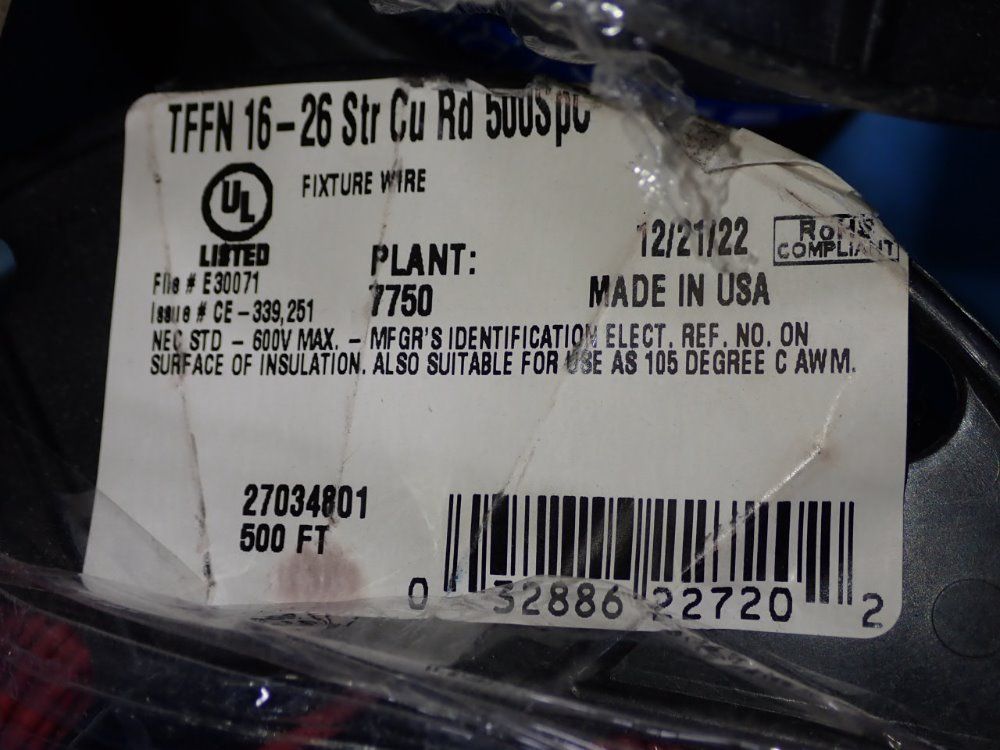 TFFN 16-26 Str Cu Rd 500Spc
UL
LISTED
FIXTURE WIRE
12/21/22
RoHS
COMPLIANT
File # E30071
Issue # CE-339,251
PLANT:
7750
MADE IN USA
NEC STD - 600V MAX. - MFGR'S IDENTIFICATION ELECT. REF. NO. ON
SURFACE OF INSULATION. ALSO SUITABLE FOR USE AS 105 DEGREE C AWM.
27034801
500 FT
0 32886 22720 2